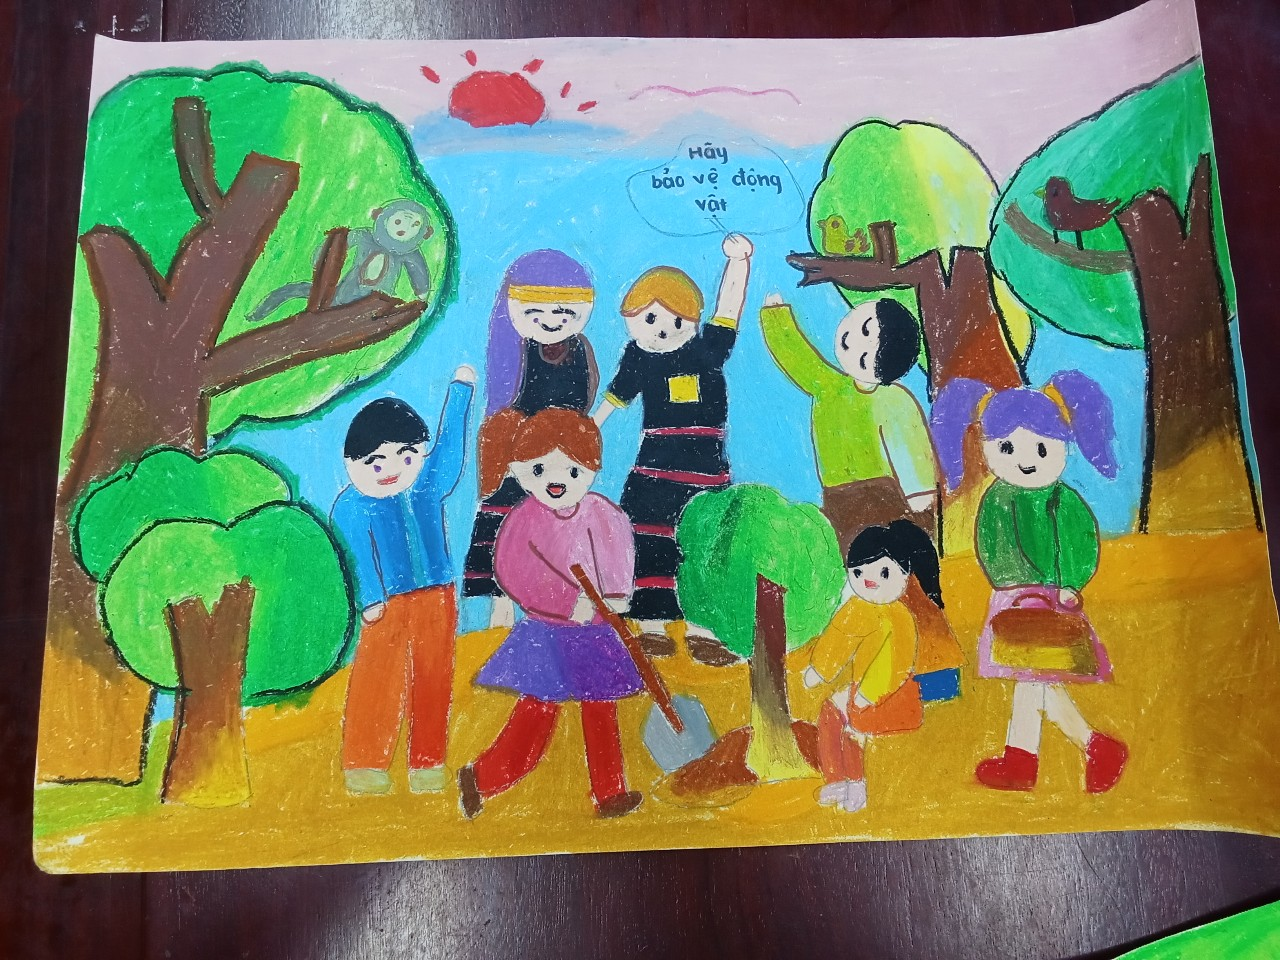 Hãy
bảo vệ động
vật